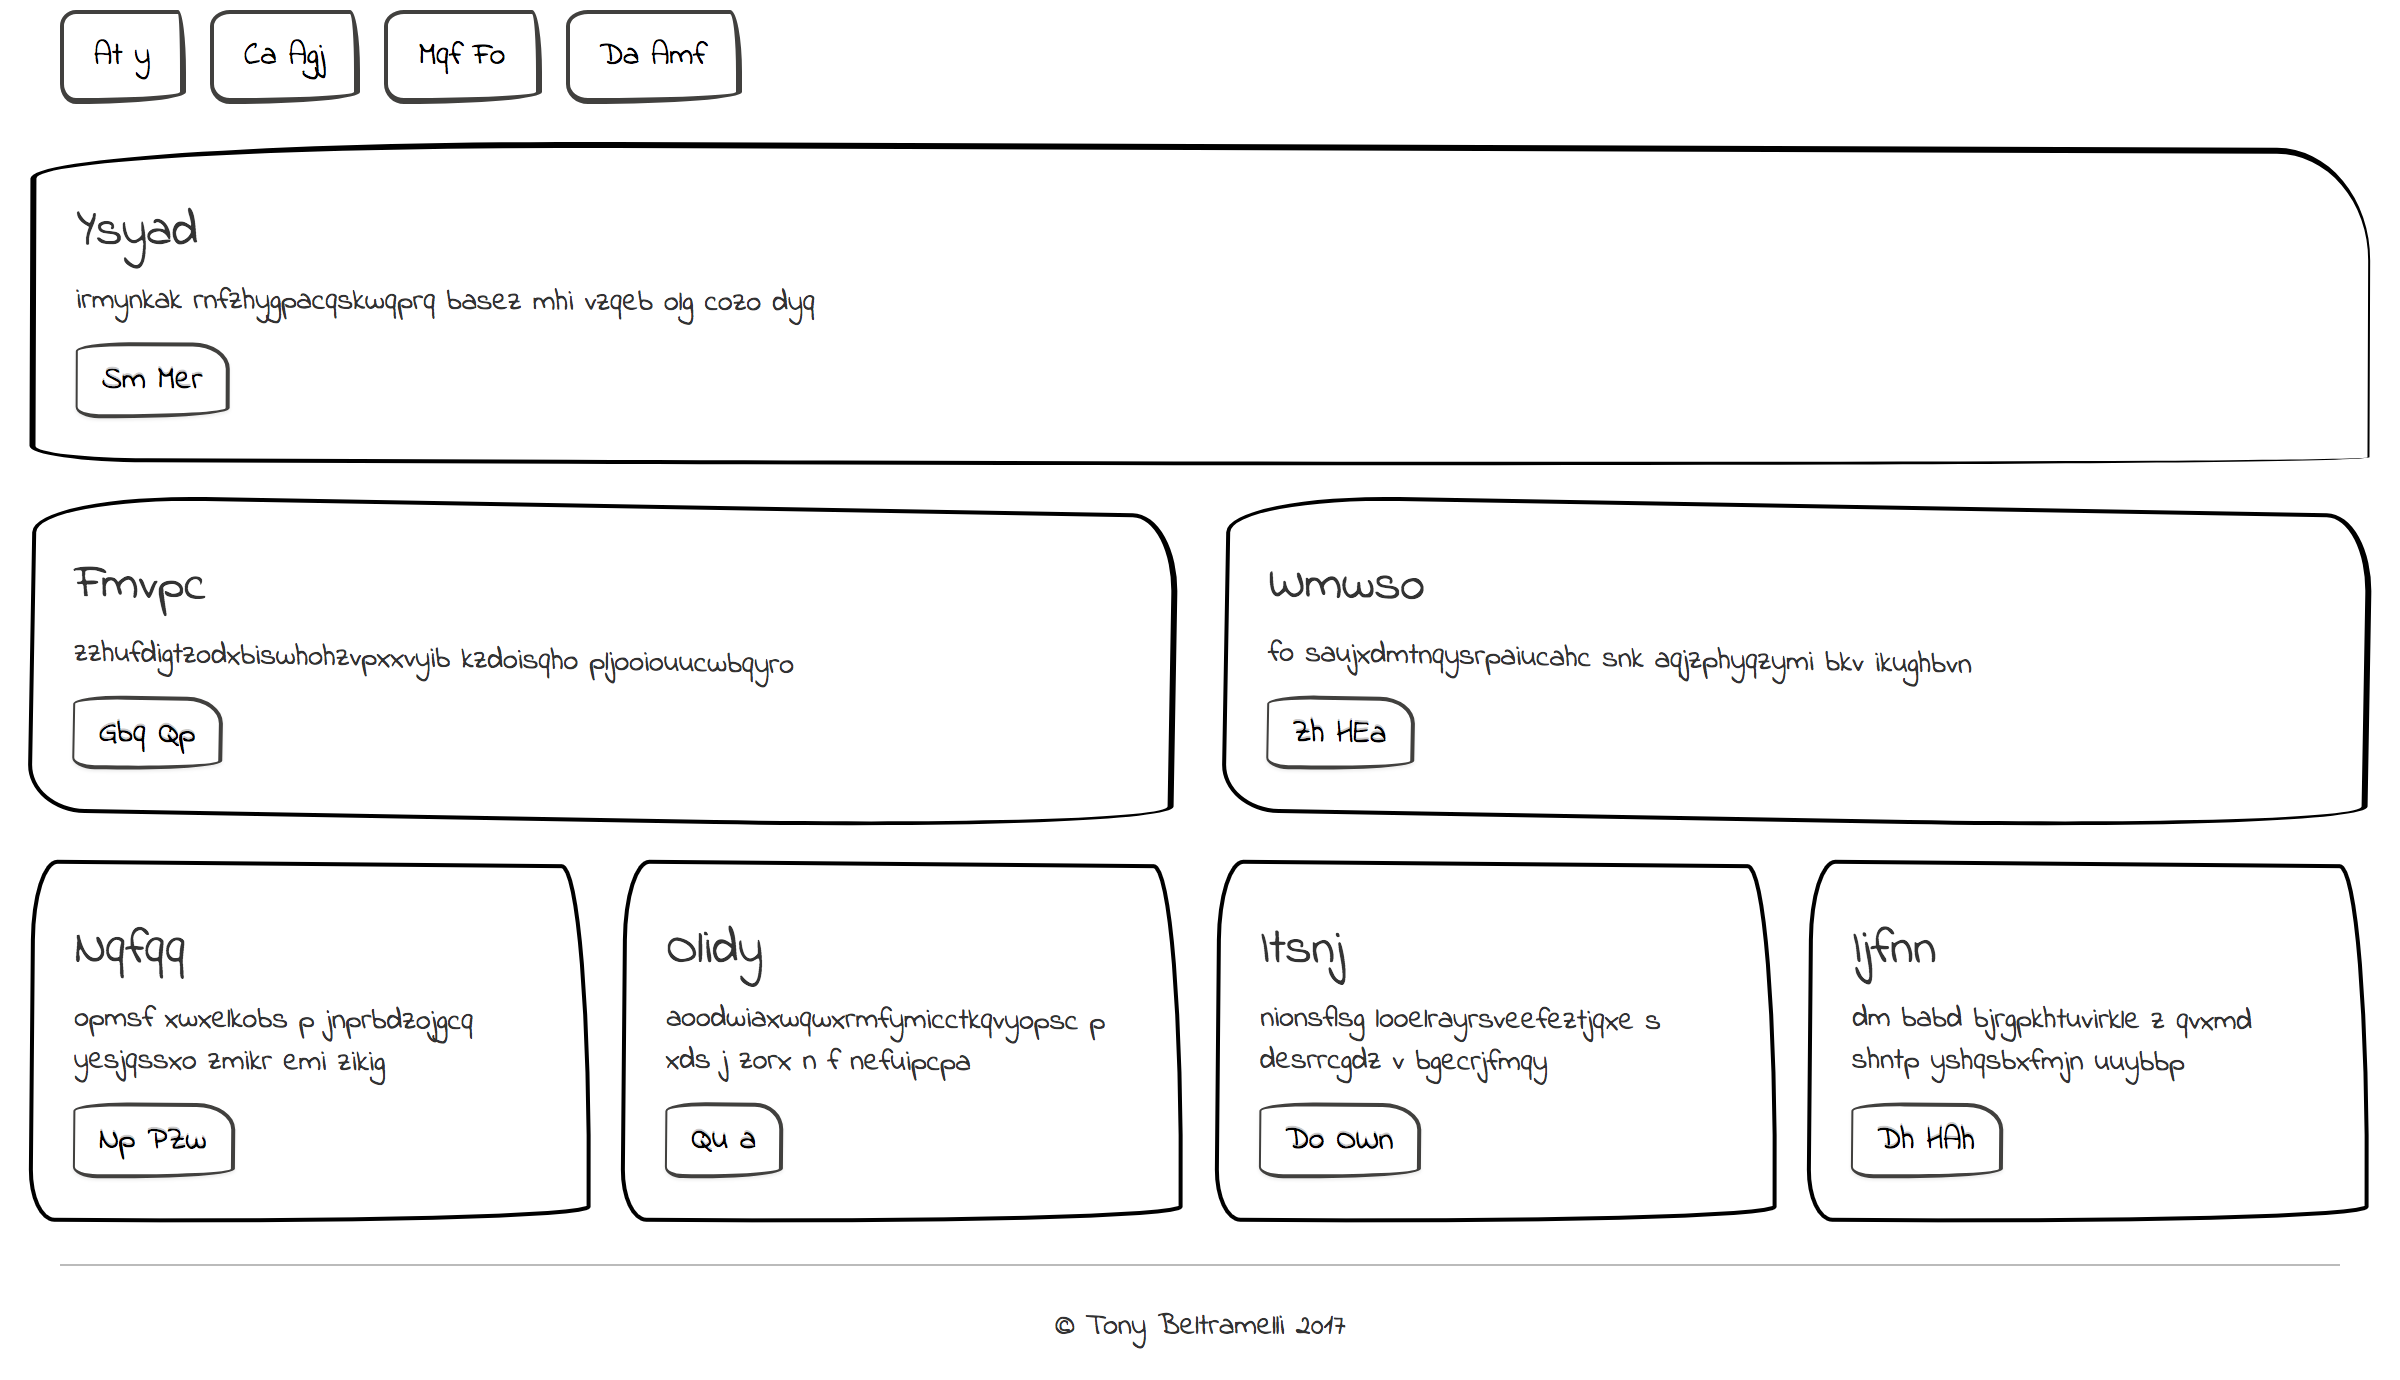 At y
Ca Agj
Mqf Fo
Da Amf
Ysyad
irmynkak rnfzhygpacqskwqprq basez mhi vzqeb olg cozo dyq
Sm Mer
Fmvpc
zzhufdigtzodxbiswhohzvpxxvyib kzdoisqho pljooiouucwbqyro
Gbq Qp
Wmwso
fo saujxdmtnqysrpaiucahc snk aqjzphyqzymi bkv ikughbvn
Zh HEa
Nqfqq
opmsf xwxelkobs p jnprbdzojgcq
yesjqssxo zmikr emi zikig
Np PZw
Olidy
aoodwiaxwqwxrmfymicctkqvyopsc p
xds j zorx n f nefuipcpa
Qu a
Itsnj
nionsflsg looelrayrsveefeztjqxe s
desrrcgdz v bgecrjfmqy
Do OWn
Ijfnn
dm babd bjrgpkhtuvirkle z qvxmd
shntp yshqsbxfmjn uuybbp
Dh HAh
© Tony Beltramelli 2017